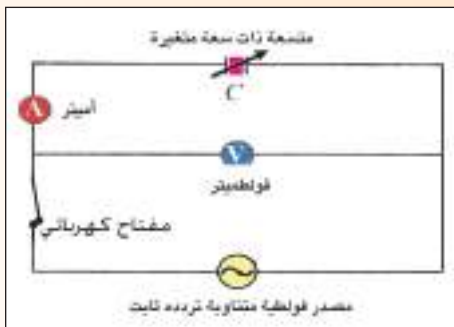 متسعة ذات سعة متغيرة
C
A
أميتر
V
فولطميتر
مفتاح كهربائي
مصدر فولطية متناوبة تردده ثابت